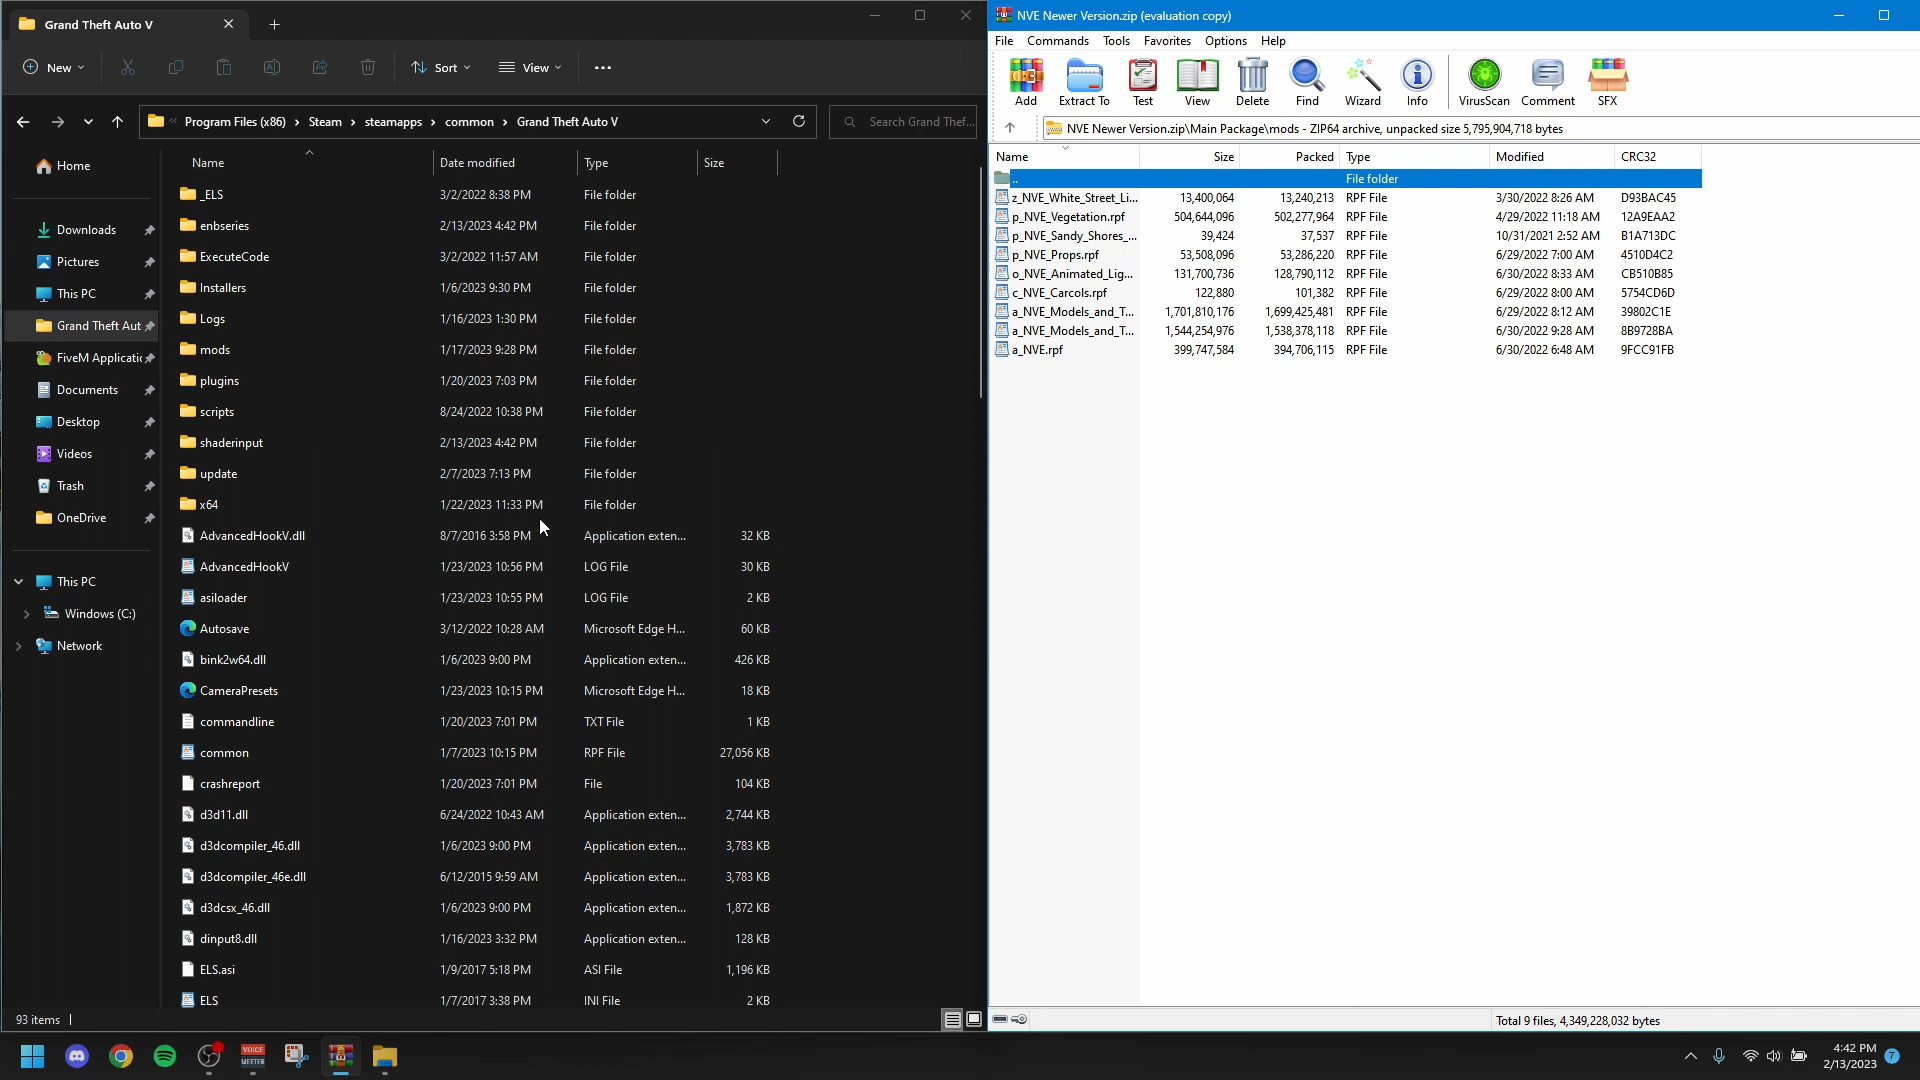 Grand Theft Auto V
New
Sort
View
Program Files (x86) > Steam > steamapps > common > Grand Theft Auto V
Search Grand Thef...
Home
Downloads
Pictures
This PC
Grand Theft Aut
FiveM Applicatic
Documents
Desktop
Videos
Trash
OneDrive
This PC
Windows (C:)
Network
Name Date modified Type Size
_ELS 3/2/2022 8:38 PM File folder
enbseries 2/13/2023 4:42 PM File folder
ExecuteCode 3/2/2022 11:57 AM File folder
Installers 1/6/2023 9:30 PM File folder
Logs 1/16/2023 1:30 PM File folder
mods 1/17/2023 9:28 PM File folder
plugins 1/20/2023 7:03 PM File folder
scripts 8/24/2022 10:38 PM File folder
shaderinput 2/13/2023 4:42 PM File folder
update 2/7/2023 7:13 PM File folder
x64 1/22/2023 11:33 PM File folder
AdvancedHookV.dll 8/7/2016 3:58 PM Application exten... 32 KB
AdvancedHookV 1/23/2023 10:56 PM LOG File 30 KB
asiloader 1/23/2023 10:55 PM LOG File 2 KB
Autosave 3/12/2022 10:28 AM Microsoft Edge H... 60 KB
bink2w64.dll 1/6/2023 9:00 PM Application exten... 426 KB
CameraPresets 1/23/2023 10:15 PM Microsoft Edge H... 18 KB
commandline 1/20/2023 7:01 PM TXT File 1 KB
common 1/7/2023 10:15 PM RPF File 27,056 KB
crashreport 1/20/2023 7:01 PM File 104 KB
d3d11.dll 6/24/2022 10:43 AM Application exten... 2,744 KB
d3dcompiler_46.dll 1/6/2023 9:00 PM Application exten... 3,783 KB
d3dcompiler_46e.dll 6/12/2015 9:59 AM Application exten... 3,783 KB
d3dcsx_46.dll 1/6/2023 9:00 PM Application exten... 1,872 KB
dinput8.dll 1/16/2023 3:32 PM Application exten... 128 KB
ELS.asi 1/9/2017 5:18 PM ASI File 1,196 KB
ELS 1/7/2017 3:38 PM INI File 2 KB
93 items
NVE Newer Version.zip (evaluation copy)
File Commands Tools Favorites Options Help
Add Extract To Test View Delete Find Wizard Info VirusScan Comment SFX
NVE Newer Version.zip\Main Package\mods - ZIP64 archive, unpacked size 5,795,904,718 bytes
Name Size Packed Type Modified CRC32
.. File folder
z_NVE_White_Street_Li... 13,400,064 13,240,213 RPF File 3/30/2022 8:26 AM D93BAC45
p_NVE_Vegetation.rpf 504,644,096 502,277,964 RPF File 4/29/2022 11:18 AM 12A9EAA2
p_NVE_Sandy_Shores_... 39,424 37,537 RPF File 10/31/2021 2:52 AM B1A713DC
p_NVE_Props.rpf 53,508,096 53,286,220 RPF File 6/29/2022 7:00 AM 4510D4C2
o_NVE_Animated_Lig... 131,700,736 128,790,112 RPF File 6/30/2022 8:33 AM CB510B85
c_NVE_Carcols.rpf 122,880 101,382 RPF File 6/29/2022 8:00 AM 5754CD6D
a_NVE_Models_and_T... 1,701,810,176 1,699,425,481 RPF File 6/29/2022 8:12 AM 39802C1E
a_NVE_Models_and_T... 1,544,254,976 1,538,378,118 RPF File 6/30/2022 9:28 AM 8B9728BA
a_NVE.rpf 399,747,584 394,706,115 RPF File 6/30/2022 6:48 AM 9FCC91FB
Total 9 files, 4,349,228,032 bytes
VOICE
MEETER
4:42 PM
2/13/2023
7